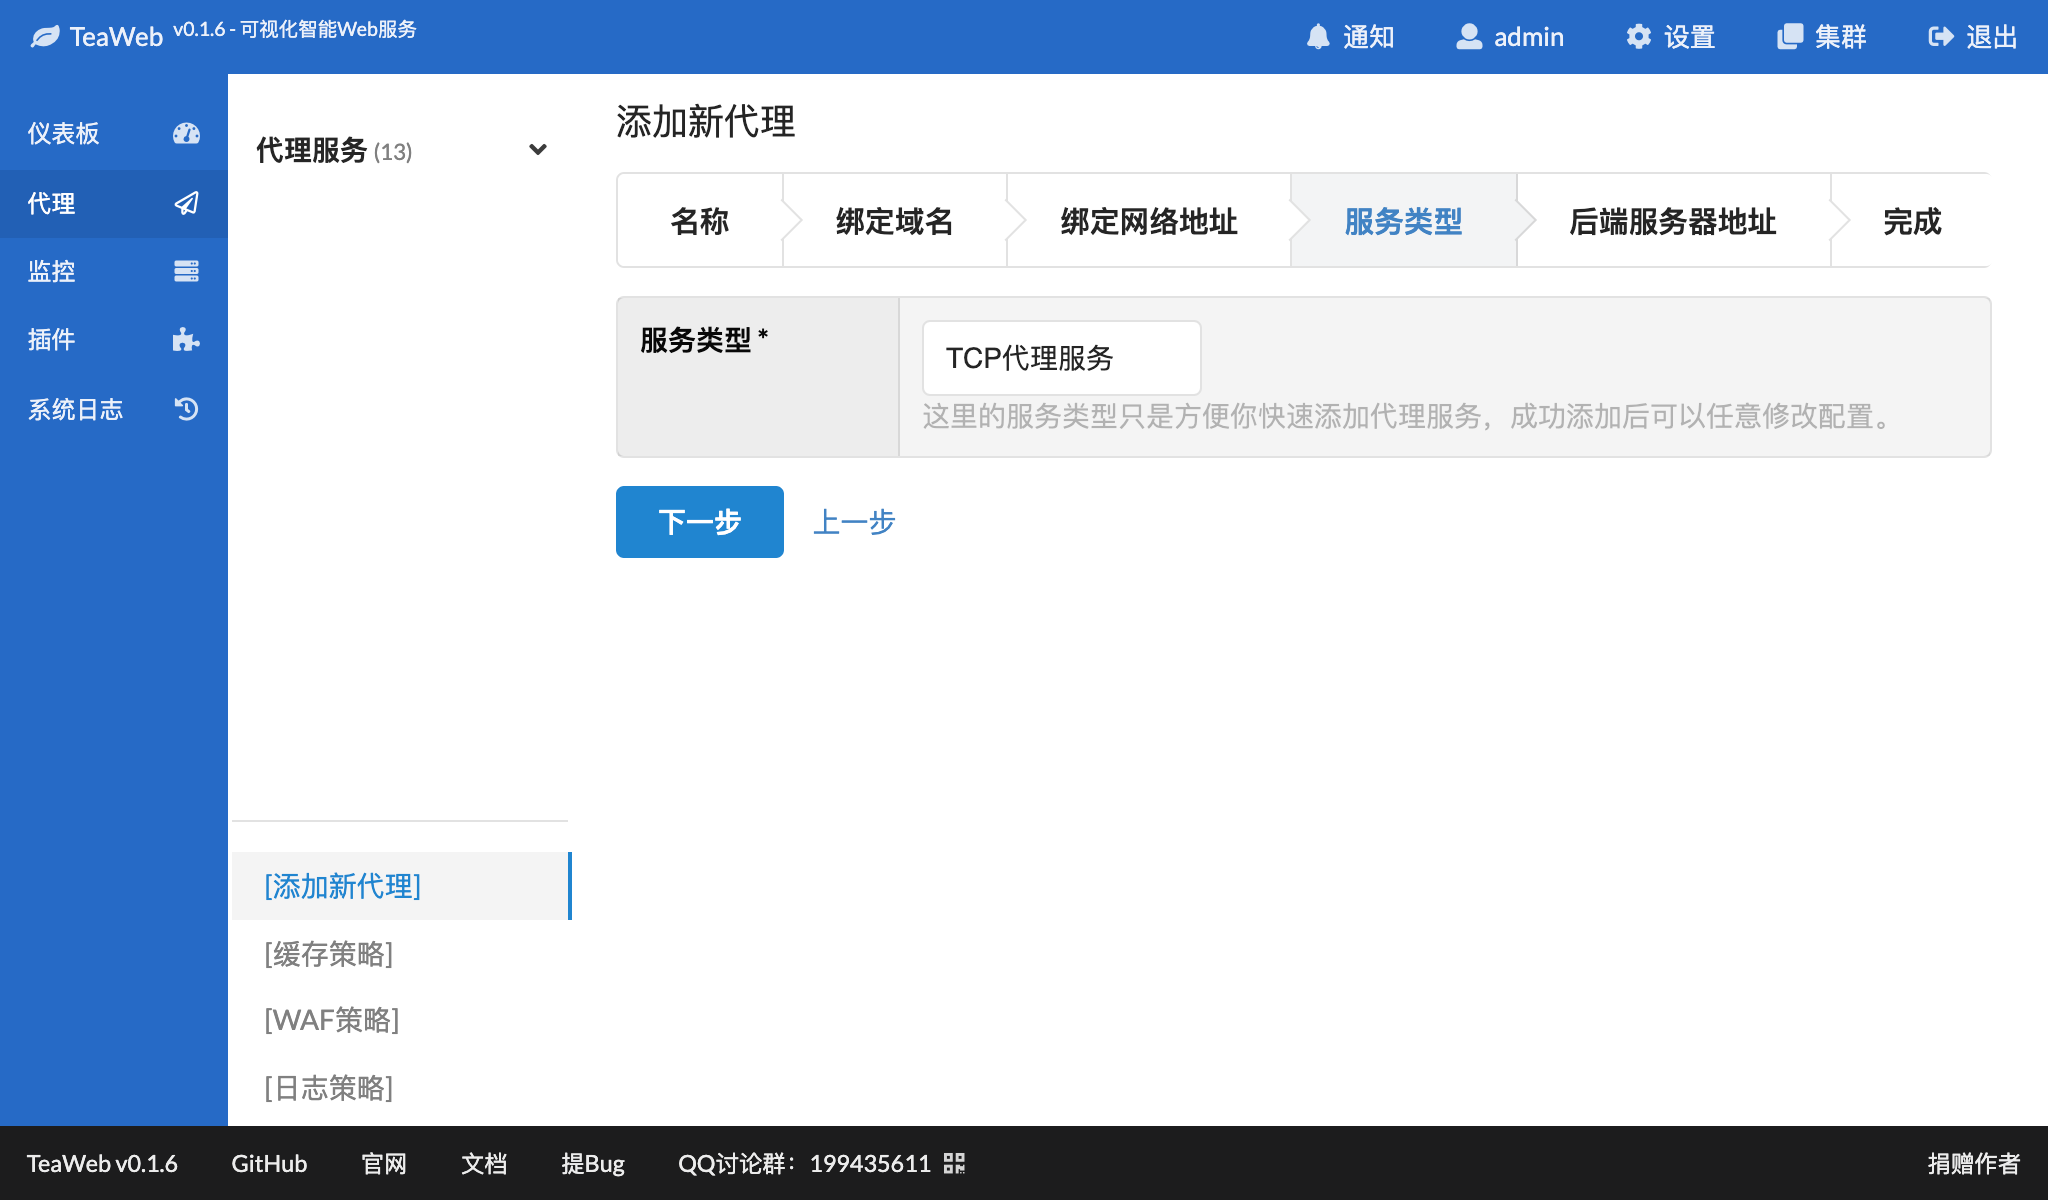 TeaWeb v0.1.6 - 可视化智能Web服务
通知
admin
设置
集群
退出
仪表板
代理
监控
插件
系统日志
代理服务 (13)
[添加新代理]
[缓存策略]
[WAF策略]
[日志策略]
添加新代理
名称
绑定域名
绑定网络地址
服务类型
后端服务器地址
完成
服务类型 *
TCP代理服务
这里的服务类型只是方便你快速添加代理服务，成功添加后可以任意修改配置。
下一步
上一步
TeaWeb v0.1.6
GitHub
官网
文档
提Bug
QQ讨论群：199435611
捐赠作者